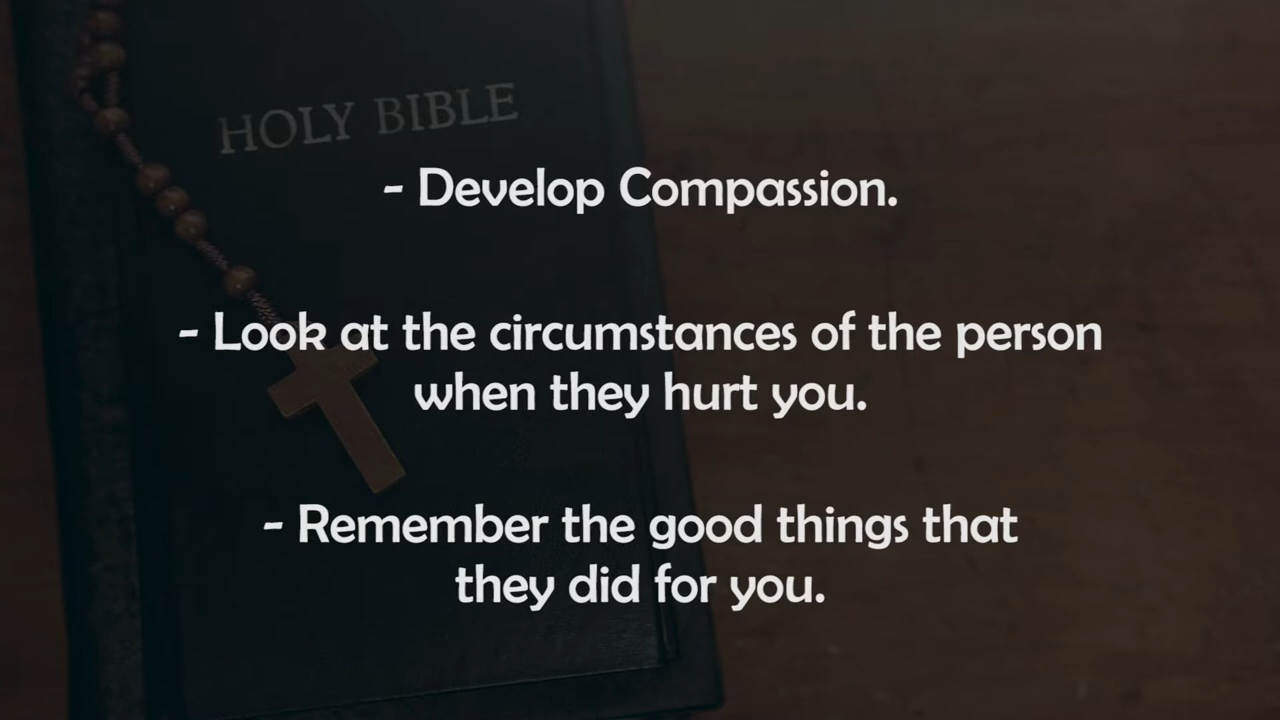 HOLY BIBLE
- Develop Compassion.
- Look at the circumstances of the person
when they hurt you.
- Remember the good things that
they did for you.